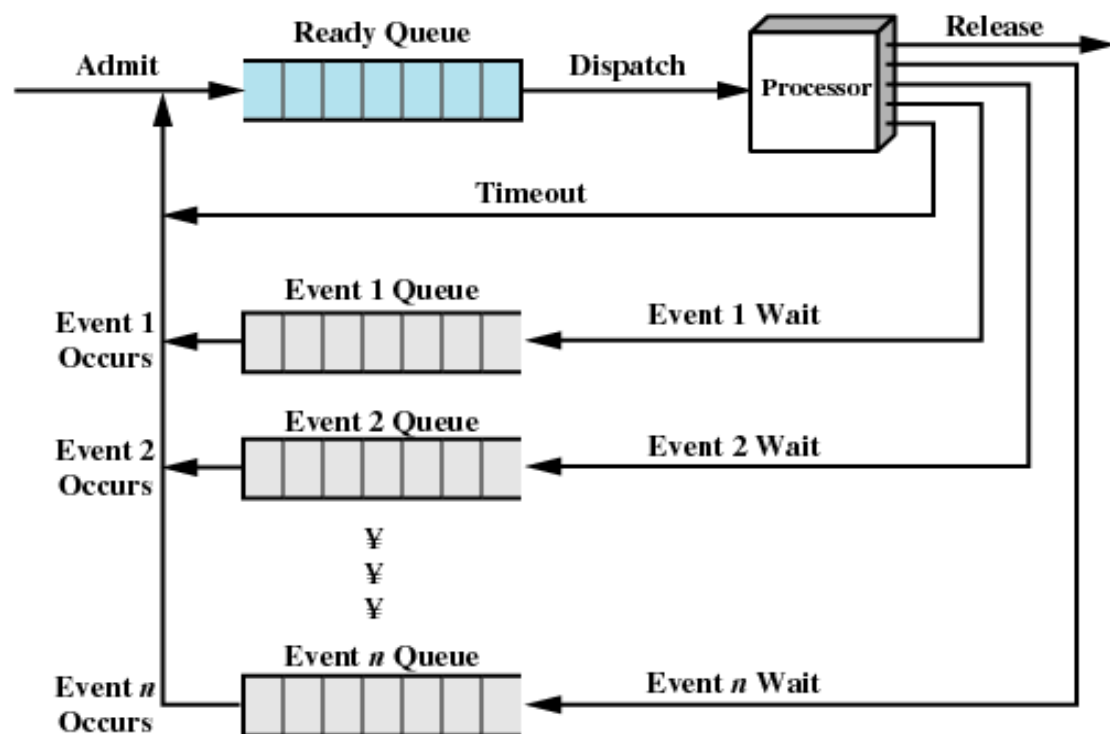 Ready Queue
Release
Admit
Dispatch
Processor
Timeout
Event 1 Queue
Event 1
Occurs
Event 1 Wait
Event 2 Queue
Event 2
Occurs
Event 2 Wait
¥
¥
¥
Event n Queue
Event n
Occurs
Event n Wait